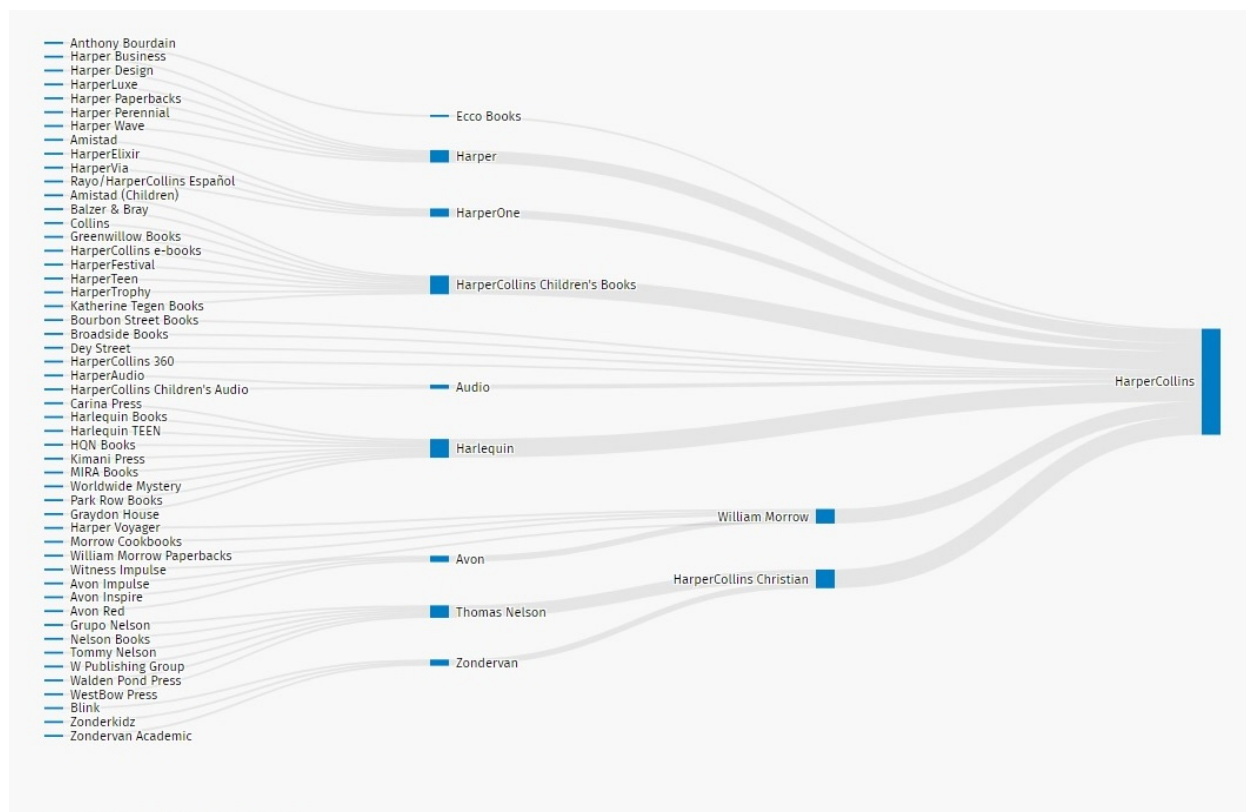 Anthony Bourdain
Harper Business
Harper Design
HarperLuxe
Harper Paperbacks
Harper Perennial
Harper Wave
Amistad
HarperElixir
HarperVia
Rayo/HarperCollins Español
Amistad (Children)
Balzer & Bray
Collins
Greenwillow Books
HarperCollins e-books
HarperFestival
HarperTeen
HarperTrophy
Katherine Tegen Books
Bourbon Street Books
Broadside Books
Dey Street
HarperCollins 360
HarperAudio
HarperCollins Children's Audio
Carina Press
Harlequin Books
Harlequin TEEN
HQN Books
Kimani Press
MIRA Books
Worldwide Mystery
Park Row Books
Graydon House
Harper Voyager
Morrow Cookbooks
William Morrow Paperbacks
Witness Impulse
Avon Impulse
Avon Inspire
Avon Red
Grupo Nelson
Nelson Books
Tommy Nelson
W Publishing Group
Walden Pond Press
WestBow Press
Blink
Zonderkidz
Zondervan Academic
Ecco Books
Harper
HarperOne
HarperCollins Children's Books
Audio
Harlequin
Avon
Thomas Nelson
Zondervan
William Morrow
HarperCollins Christian
HarperCollins